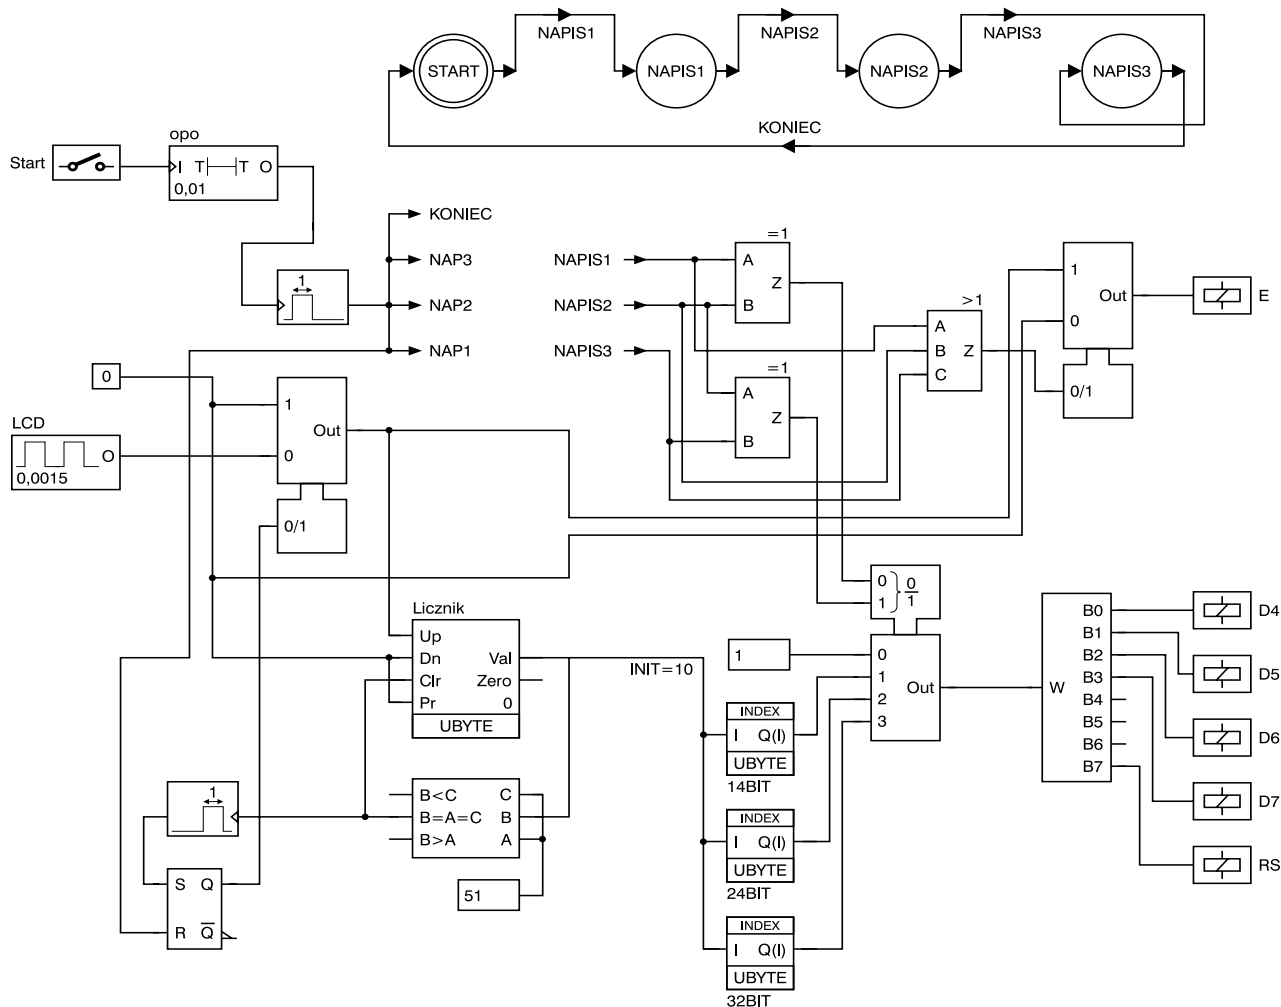 NAPIS1
NAPIS2
NAPIS3
START
NAPIS1
NAPIS2
NAPIS3
KONIEC
opo
Start
I T T O
0,01
KONIEC
1
NAP3
NAP2
NAP1
NAPIS1
NAPIS2
NAPIS3
=1
A
B
Z
=1
A
B
Z
>1
A
B
C
Z
1
0
Out
0/1
E
0
LCD
O
0,0015
1
0
Out
0/1
Licznik
Up
Dn
Clr
Pr
Val
Zero
0
UBYTE
INIT=10
B<C
B=A=C
B>A
C
B
A
51
1
S Q
R Q
0
1
0
1
1
0
1
2
3
Out
INDEX
I Q(I)
UBYTE
14BIT
INDEX
I Q(I)
UBYTE
24BIT
INDEX
I Q(I)
UBYTE
32BIT
W
B0
B1
B2
B3
B4
B5
B6
B7
D4
D5
D6
D7
RS